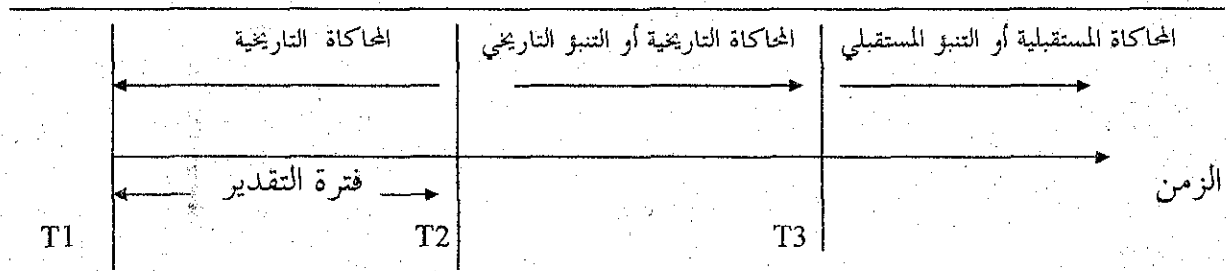 المحاكاة التاريخية
المحاكاة التاريخية أو التنبؤ التاريخي
المحاكاة المستقبلية أو التنبؤ المستقبلي
فترة التقدير
الزمن
T1
T2
T3